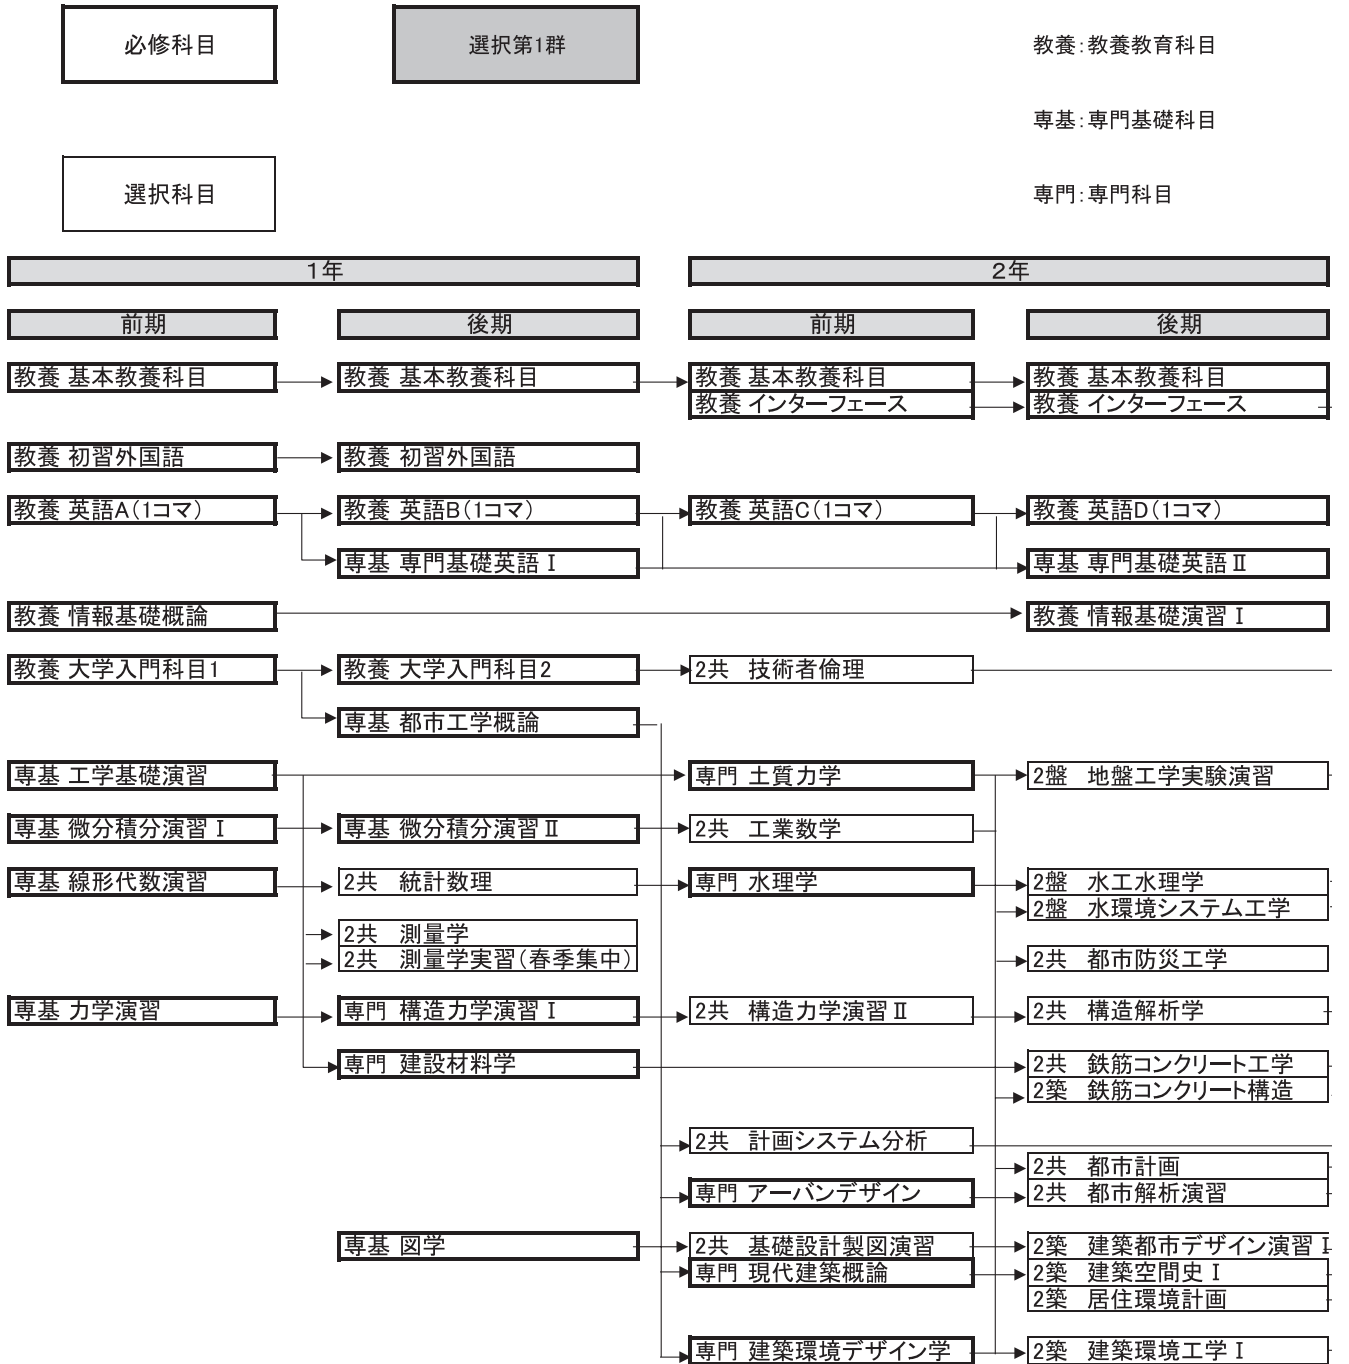 必修科目 選択第1群 教養:教養教育科目
専基:専門基礎科目
選択科目 専門:専門科目
1年 2年
前期 後期 前期 後期
教養 基本教養科目 教養 基本教養科目 教養 基本教養科目 教養 基本教養科目
教養 インターフェース 教養 インターフェース
教養 初習外国語 教養 初習外国語
教養 英語A(1コマ) 教養 英語B(1コマ) 教養 英語C(1コマ) 教養 英語D(1コマ)
専基 専門基礎英語Ⅰ 専基 専門基礎英語Ⅱ
教養 情報基礎概論 教養 情報基礎演習Ⅰ
教養 大学入門科目1 教養 大学入門科目2 2共 技術者倫理
専基 都市工学概論
専基 工学基礎演習 専門 土質力学 2盤 地盤工学実験演習
専基 微分積分演習Ⅰ 専基 微分積分演習Ⅱ 2共 工業数学
専基 線形代数演習 2共 統計数理 専門 水理学 2盤 水工水理学
2盤 水環境システム工学
2共 測量学
2共 測量学実習(春季集中) 2共 都市防災工学
専基 力学演習 専門 構造力学演習Ⅰ 2共 構造力学演習Ⅱ 2共 構造解析学
専門 建設材料学 2共 鉄筋コンクリート工学
2築 鉄筋コンクリート構造
2共 計画システム分析
2共 都市計画
専門 アーバンデザイン 2共 都市解析演習
専基 図学 2共 基礎設計製図演習 2築 建築都市デザイン演習Ⅰ
専門 現代建築概論 2築 建築空間史Ⅰ
2築 居住環境計画
専門 建築環境デザイン学 2築 建築環境工学Ⅰ